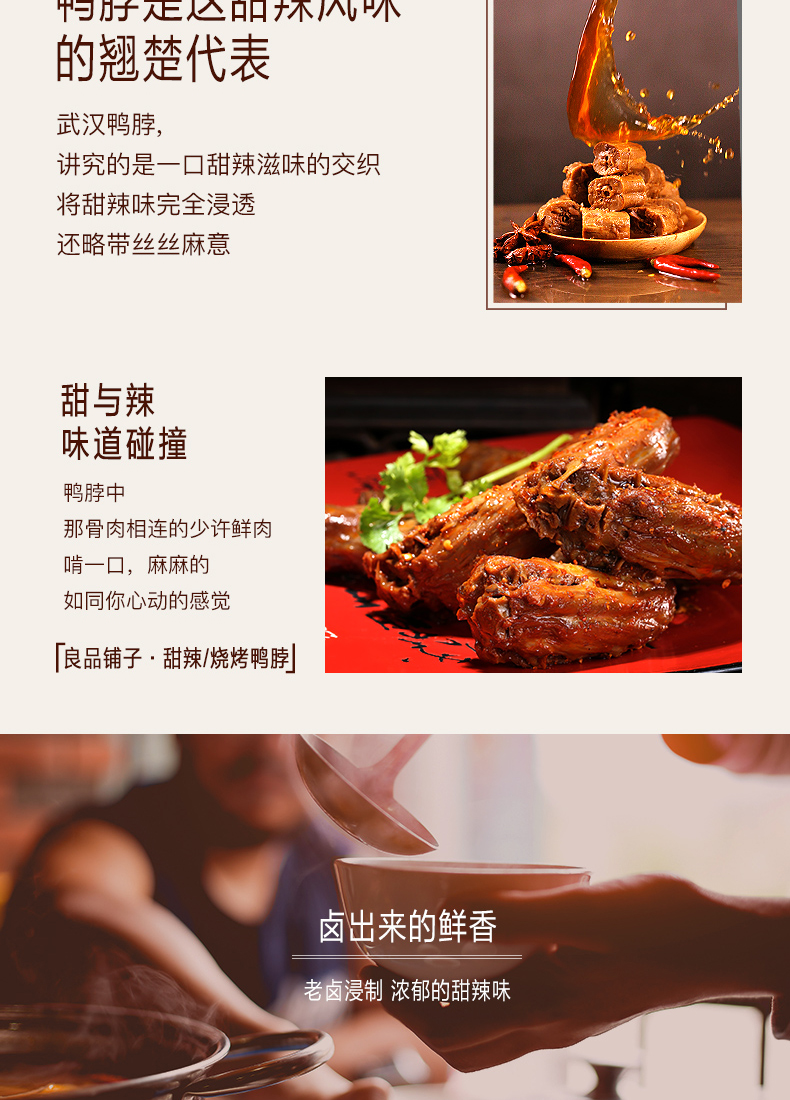 鸭脖是这甜辣风味
的翘楚代表
武汉鸭脖,
讲究的是一口甜辣滋味的交织
将甜辣味完全浸透
还略带丝丝麻意
甜与辣
味道碰撞
鸭脖中
那骨肉相连的少许鲜肉
啃一口，麻麻的
如同你心动的感觉
「良品铺子·甜辣/烧烤鸭脖」
卤出来的鲜香
老卤浸制 浓郁的甜辣味